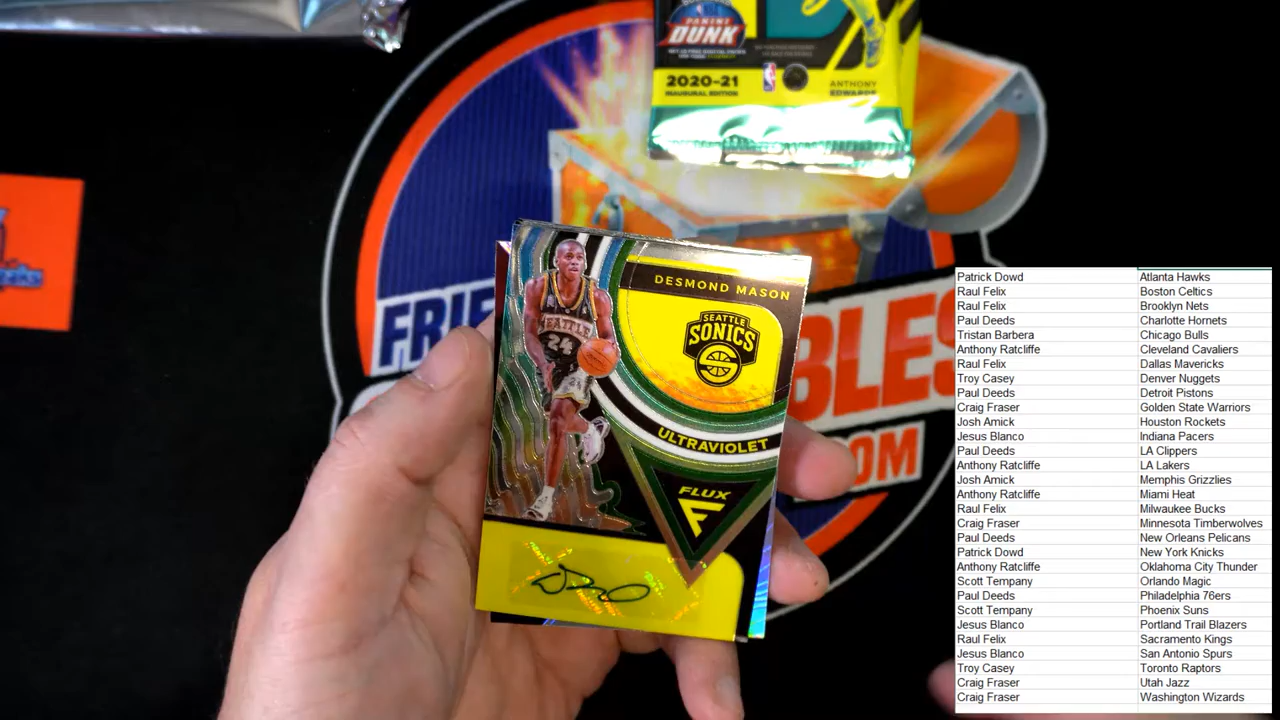 PANINI
DUNK
2020-21
INAUGURAL EDITION
ANTHONY
EDWARDS
DESMOND MASON
SEATTLE
SONICS
SEATTLE
24
ULTRAVIOLET
FLUX
FRIE
BLES
OM
Patrick Dowd Atlanta Hawks
Raul Felix Boston Celtics
Raul Felix Brooklyn Nets
Paul Deeds Charlotte Hornets
Tristan Barbera Chicago Bulls
Anthony Ratcliffe Cleveland Cavaliers
Raul Felix Dallas Mavericks
Troy Casey Denver Nuggets
Paul Deeds Detroit Pistons
Craig Fraser Golden State Warriors
Josh Amick Houston Rockets
Jesus Blanco Indiana Pacers
Paul Deeds LA Clippers
Anthony Ratcliffe LA Lakers
Josh Amick Memphis Grizzlies
Anthony Ratcliffe Miami Heat
Raul Felix Milwaukee Bucks
Craig Fraser Minnesota Timberwolves
Paul Deeds New Orleans Pelicans
Patrick Dowd New York Knicks
Anthony Ratcliffe Oklahoma City Thunder
Scott Tempany Orlando Magic
Paul Deeds Philadelphia 76ers
Scott Tempany Phoenix Suns
Jesus Blanco Portland Trail Blazers
Raul Felix Sacramento Kings
Jesus Blanco San Antonio Spurs
Troy Casey Toronto Raptors
Craig Fraser Utah Jazz
Craig Fraser Washington Wizards